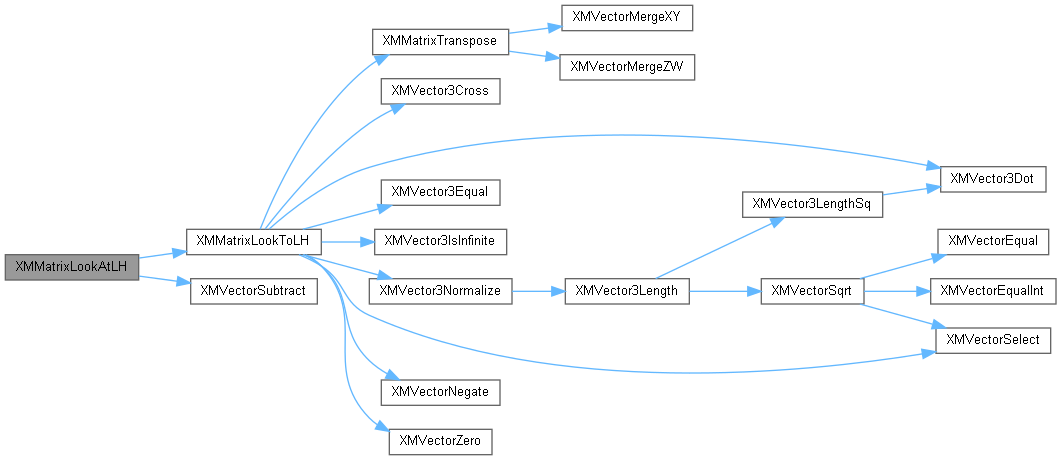 XMMatrixLookAtLH
XMMatrixLookToLH
XMVectorSubtract
XMMatrixTranspose
XMVector3Cross
XMVector3Equal
XMVector3IsInfinite
XMVector3Normalize
XMVectorNegate
XMVectorZero
XMVectorMergeXY
XMVectorMergeZW
XMVector3Length
XMVector3LengthSq
XMVectorSqrt
XMVector3Dot
XMVectorEqual
XMVectorEqualInt
XMVectorSelect